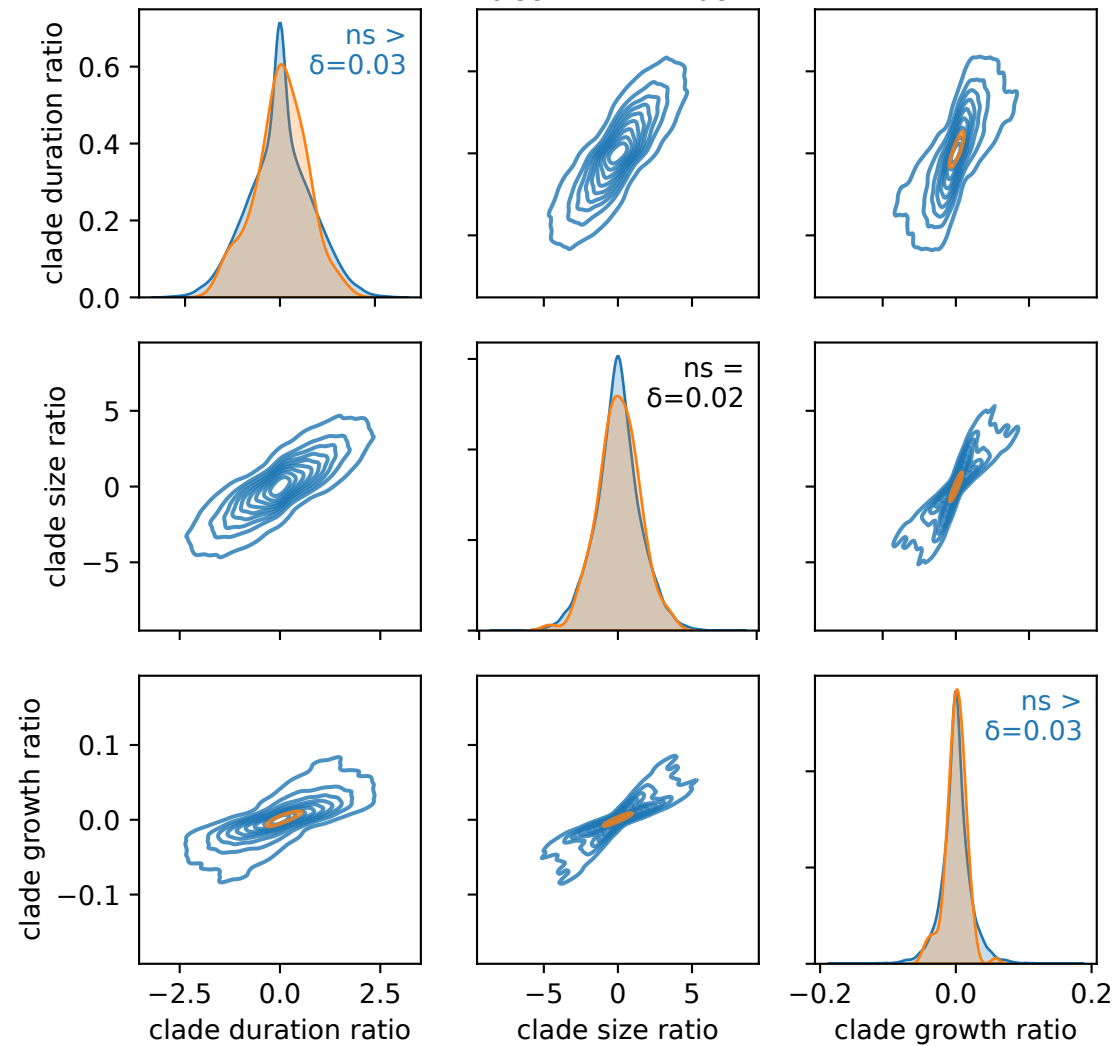 clade duration ratio
0.6
0.4
0.2
0.0
ns >
δ=0.03
clade size ratio
5
0
−5
ns =
δ=0.02
clade growth ratio
0.1
0.0
−0.1
ns >
δ=0.03
−2.5 0.0 2.5
−5 0 5
−0.2 0.0 0.2
clade duration ratio
clade size ratio
clade growth ratio